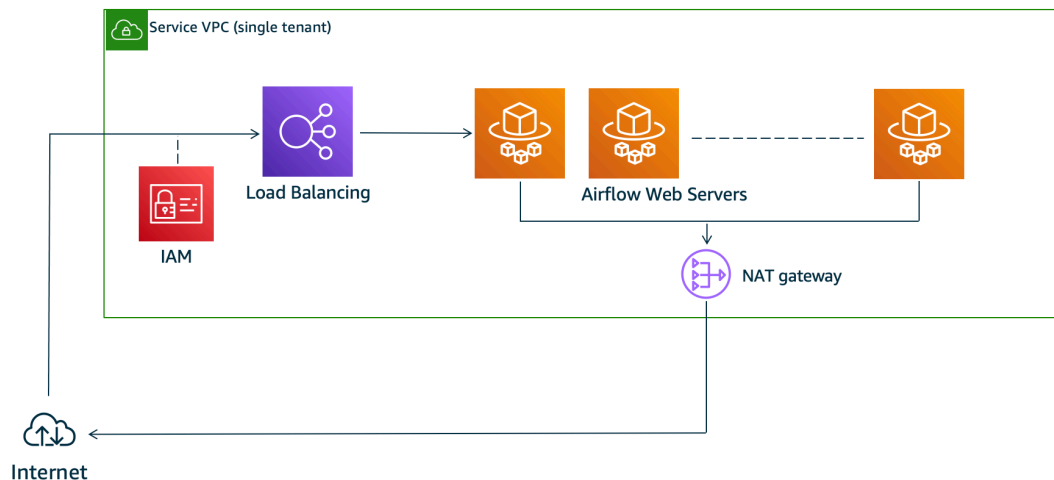 Service VPC (single tenant)
Load Balancing
Airflow Web Servers
IAM
NAT gateway
Internet